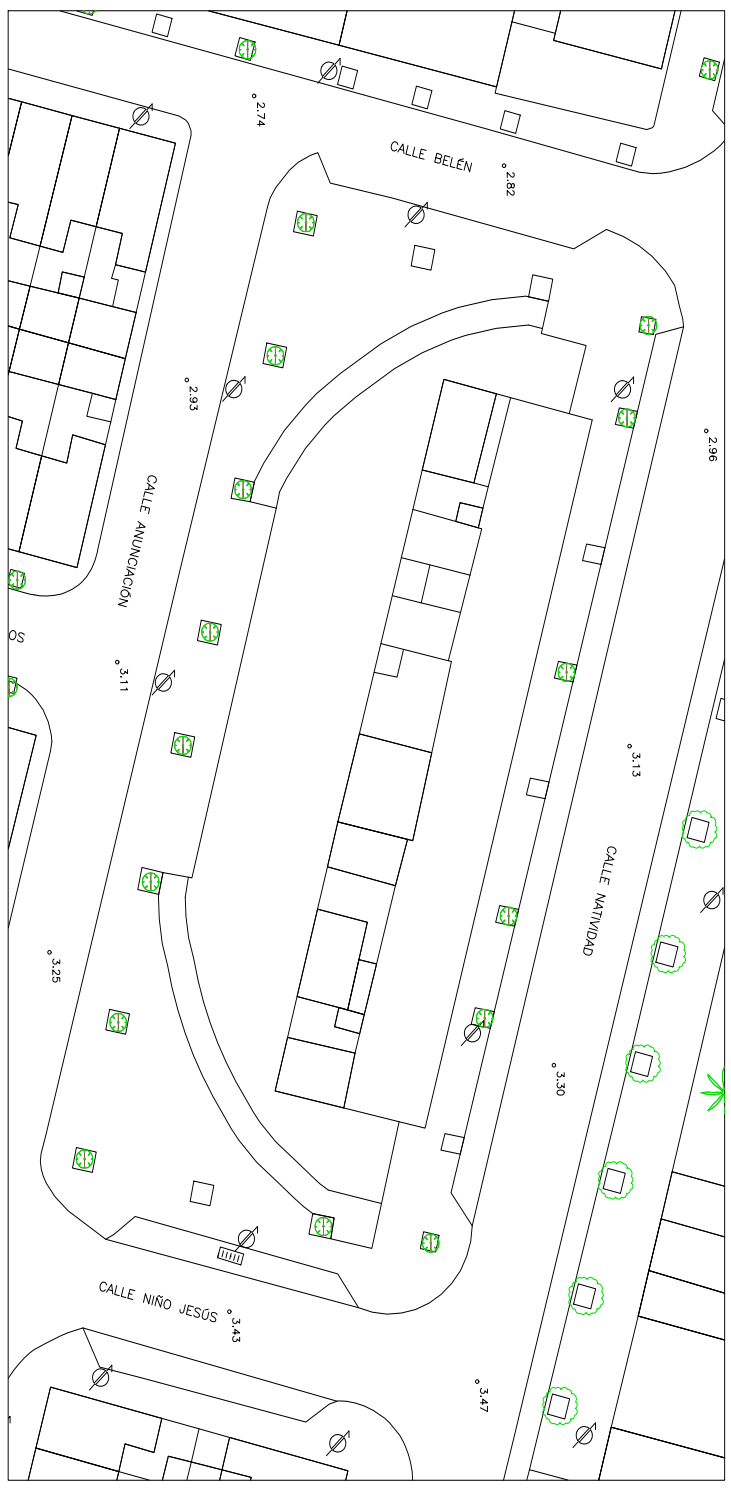 2.74
CALLE BELÉN
2.82
2.93
2.96
CALLE ANUNCIACIÓN
OS
3.11
3.13
CALLE NATIVIDAD
3.25
3.30
CALLE NIÑO JESÚS
3.43
3.47